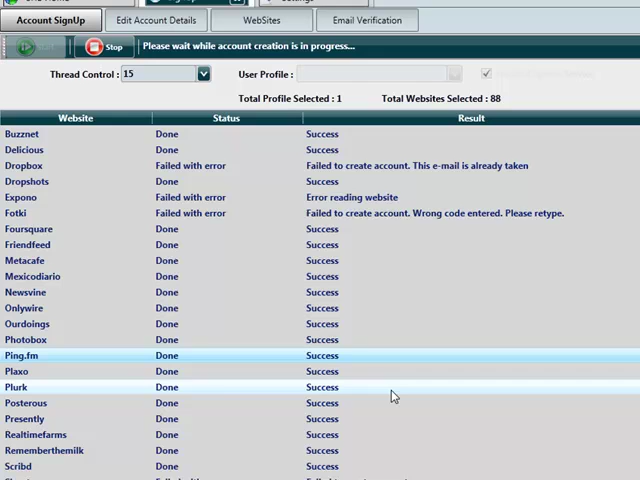 Account SignUp Edit Account Details WebSites Email Verification
Stop Please wait while account creation is in progress...
Thread Control : 15 User Profile :
Total Profile Selected : 1 Total Websites Selected : 88
Website Status Result
Buzznet Done Success
Delicious Done Success
Dropbox Failed with error Failed to create account. This e-mail is already taken
Dropshots Done Success
Expono Failed with error Error reading website
Fotki Failed with error Failed to create account. Wrong code entered. Please retype.
Foursquare Done Success
Friendfeed Done Success
Metacafe Done Success
Mexicodiario Done Success
Newsvine Done Success
Onlywire Done Success
Ourdoings Done Success
Photobox Done Success
Ping.fm Done Success
Plaxo Done Success
Plurk Done Success
Posterous Done Success
Presently Done Success
Realtimefarms Done Success
Rememberthemilk Done Success
Scribd Done Success